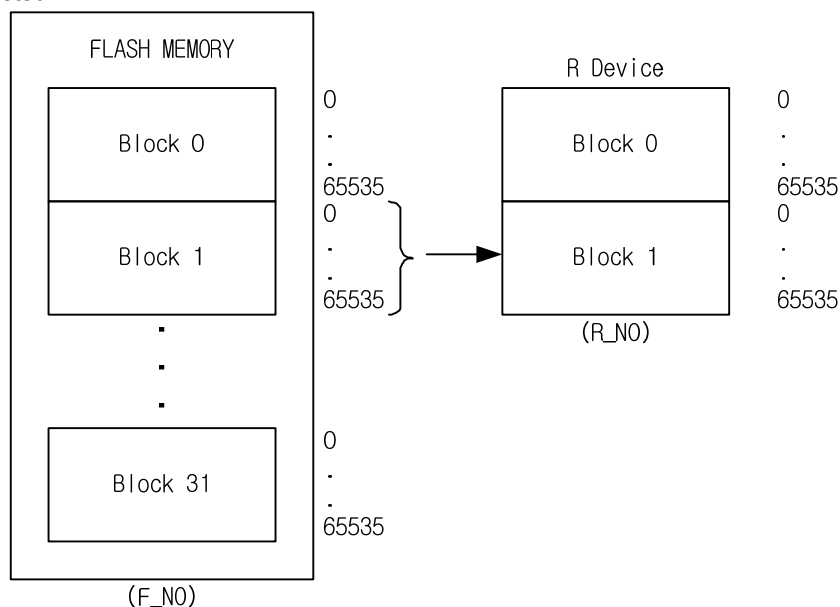 FLASH MEMORY
Block 0
0
.
.
65535
Block 1
0
.
.
65535
.
.
.
Block 31
0
.
.
65535
(F_NO)
R Device
Block 0
0
.
.
65535
Block 1
0
.
.
65535
(R_NO)